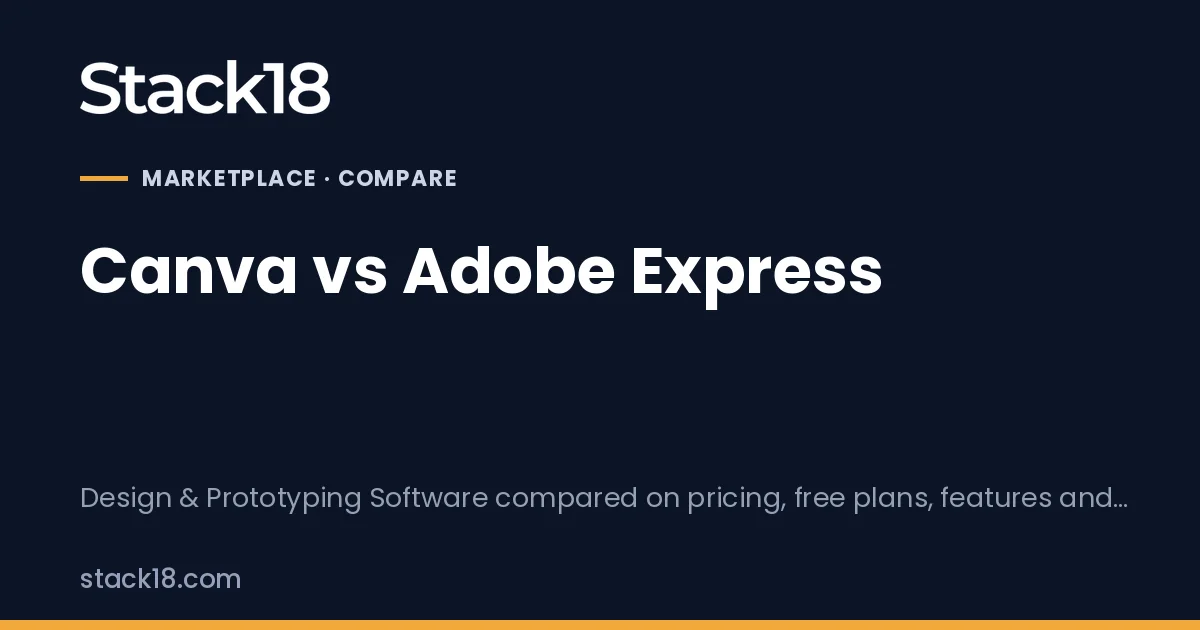 Stack18
MARKETPLACE · COMPARE
Canva vs Adobe Express
Design & Prototyping Software compared on pricing, free plans, features and…
stack18.com